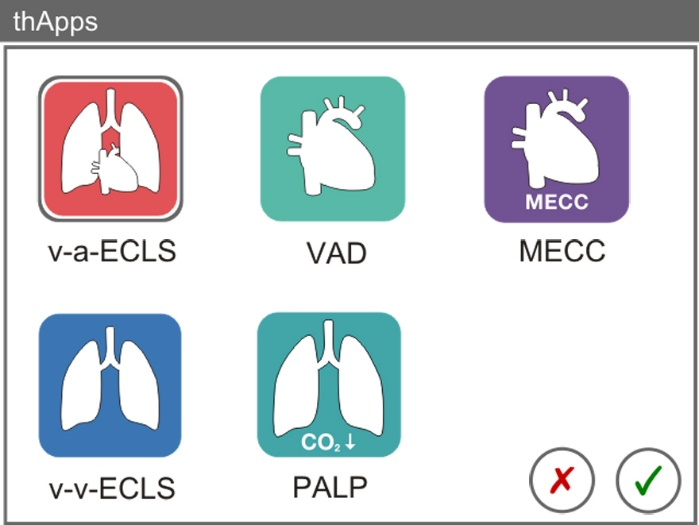 thApps
MECC
v-a-ECLS
VAD
MECC
CO₂↓
v-v-ECLS
PALP